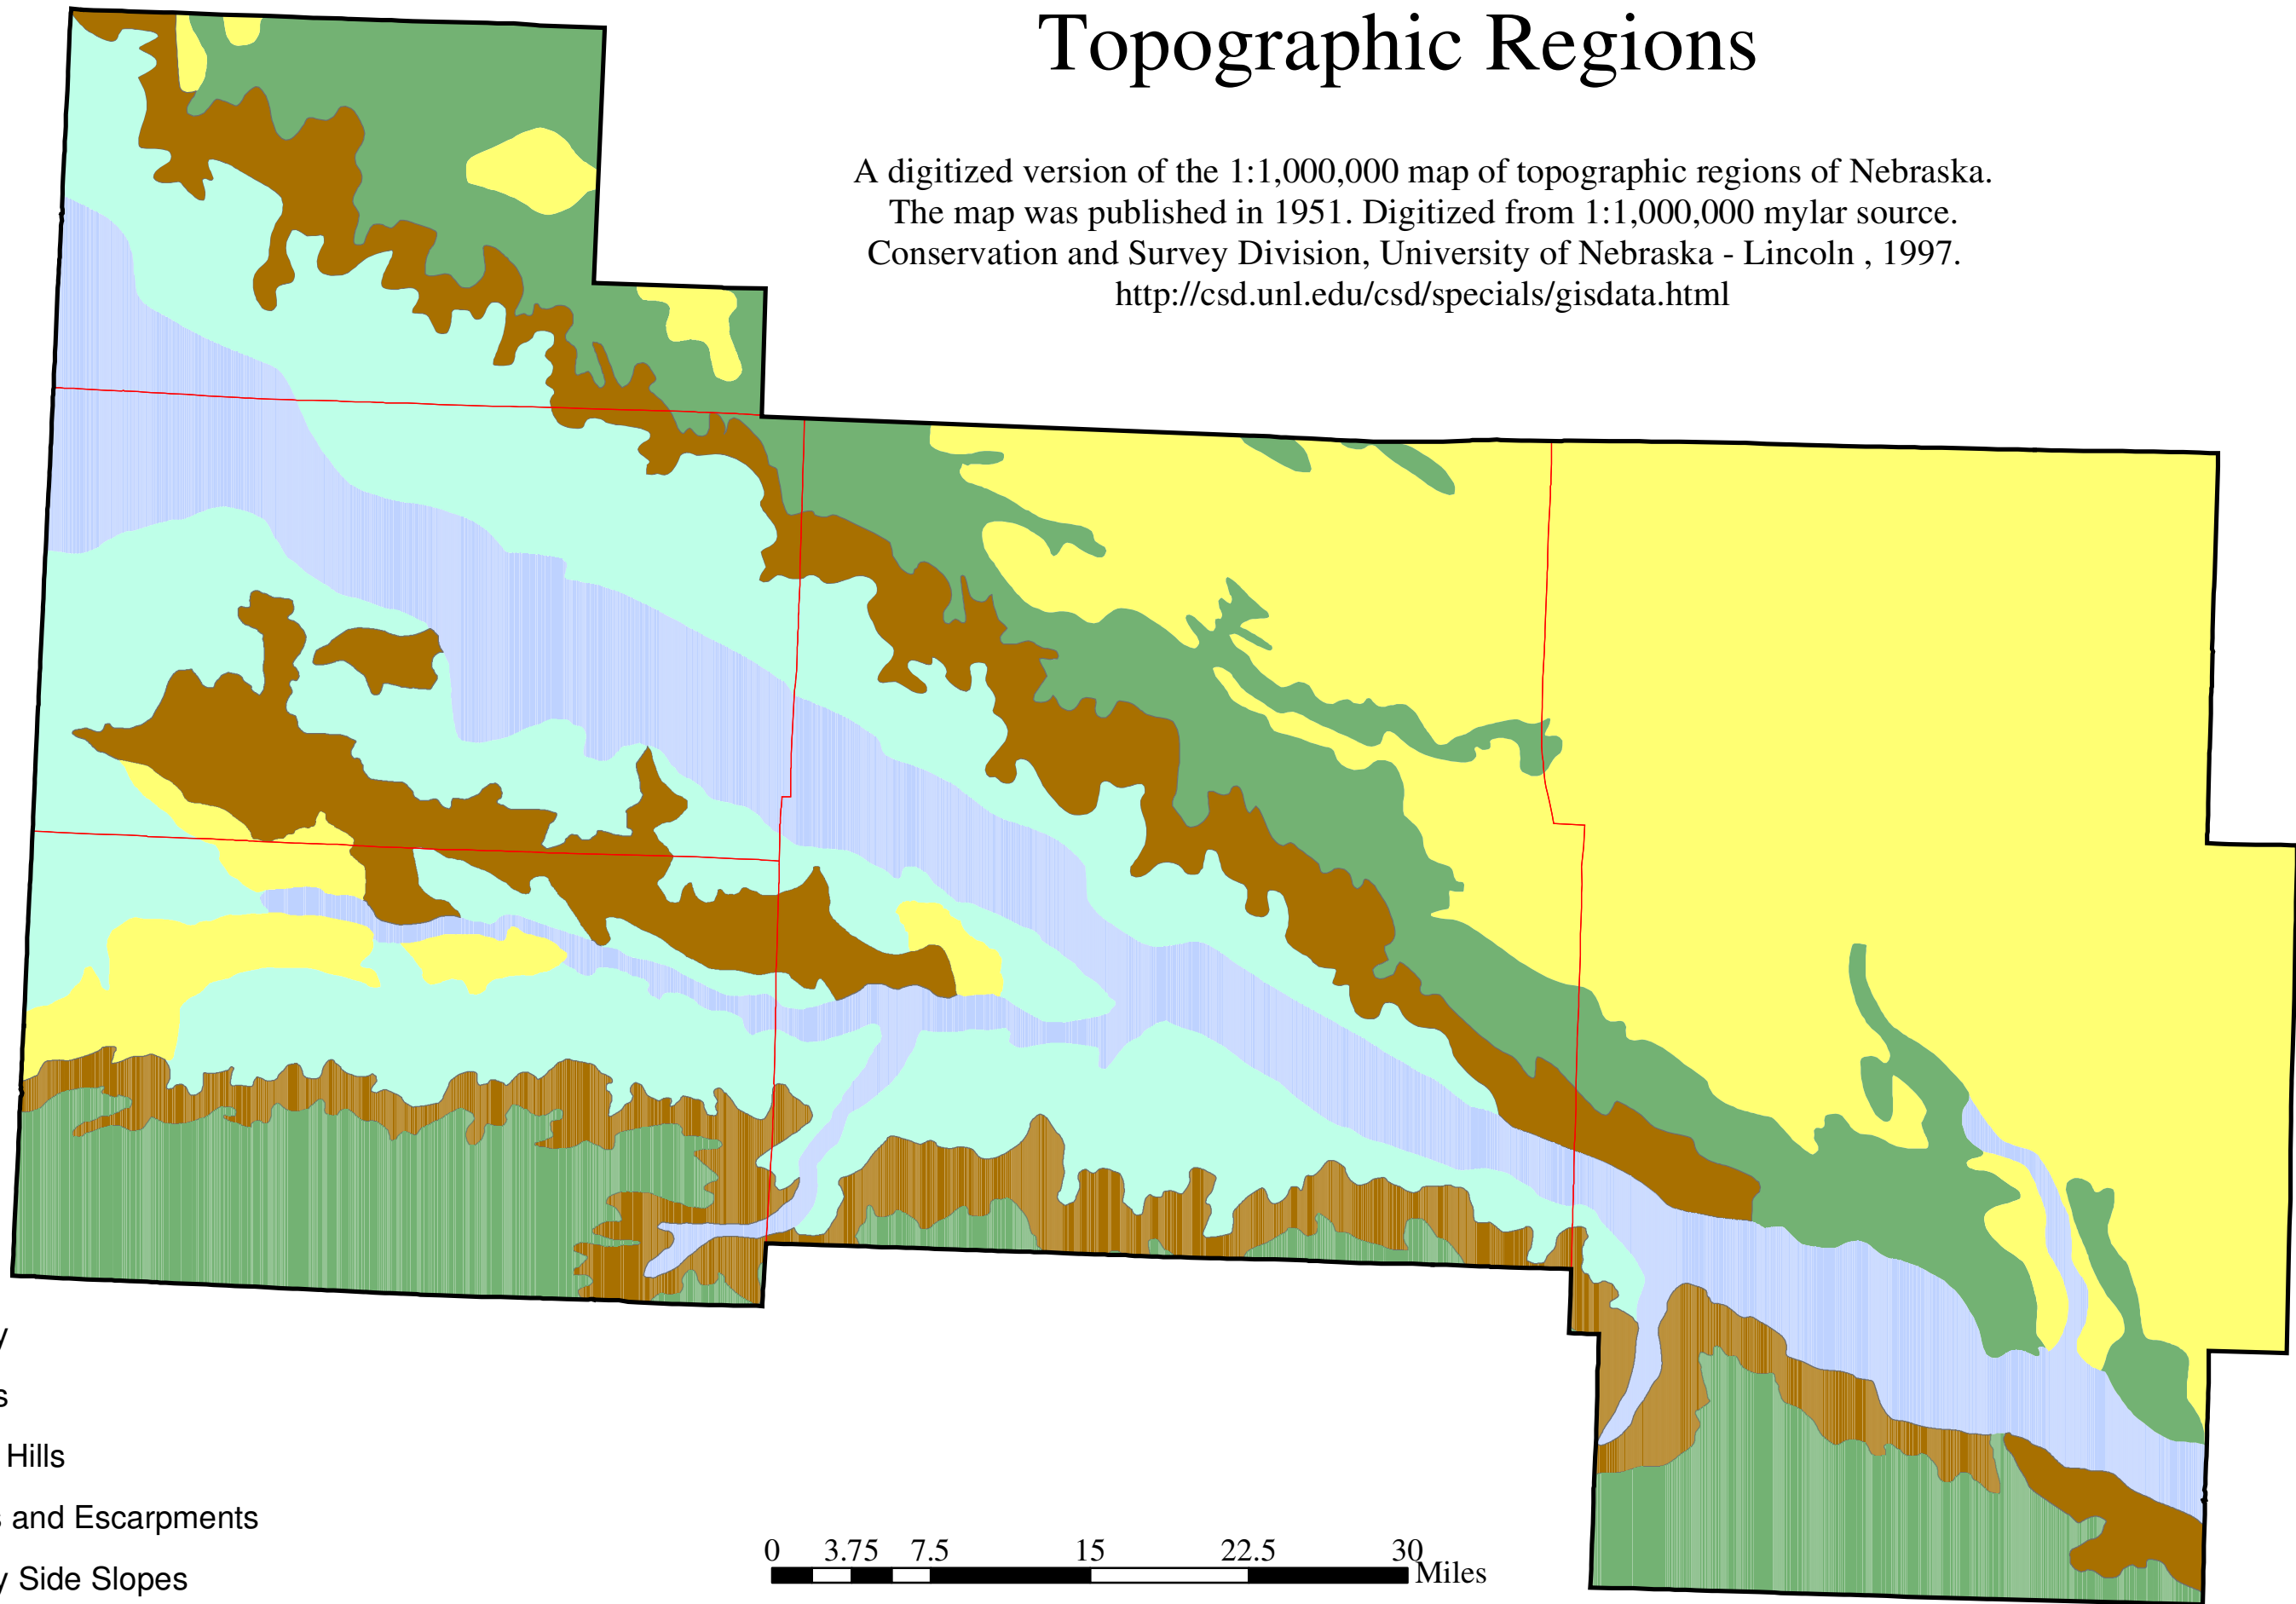 Topographic Regions
A digitized version of the 1:1,000,000 map of topographic regions of Nebraska.
The map was published in 1951. Digitized from 1:1,000,000 mylar source.
Conservation and Survey Division, University of Nebraska - Lincoln , 1997.
http://csd.unl.edu/csd/specials/gisdata.html
Hills
and Escarpments
Side Slopes
0 3.75 7.5 15 22.5 30
Miles